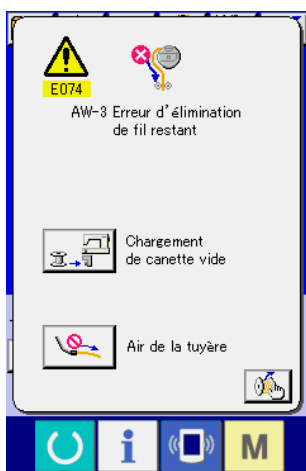 E074
AW-3 Erreur d'élimination
de fil restant
Chargement
de canette vide
Air de la tuyère
M